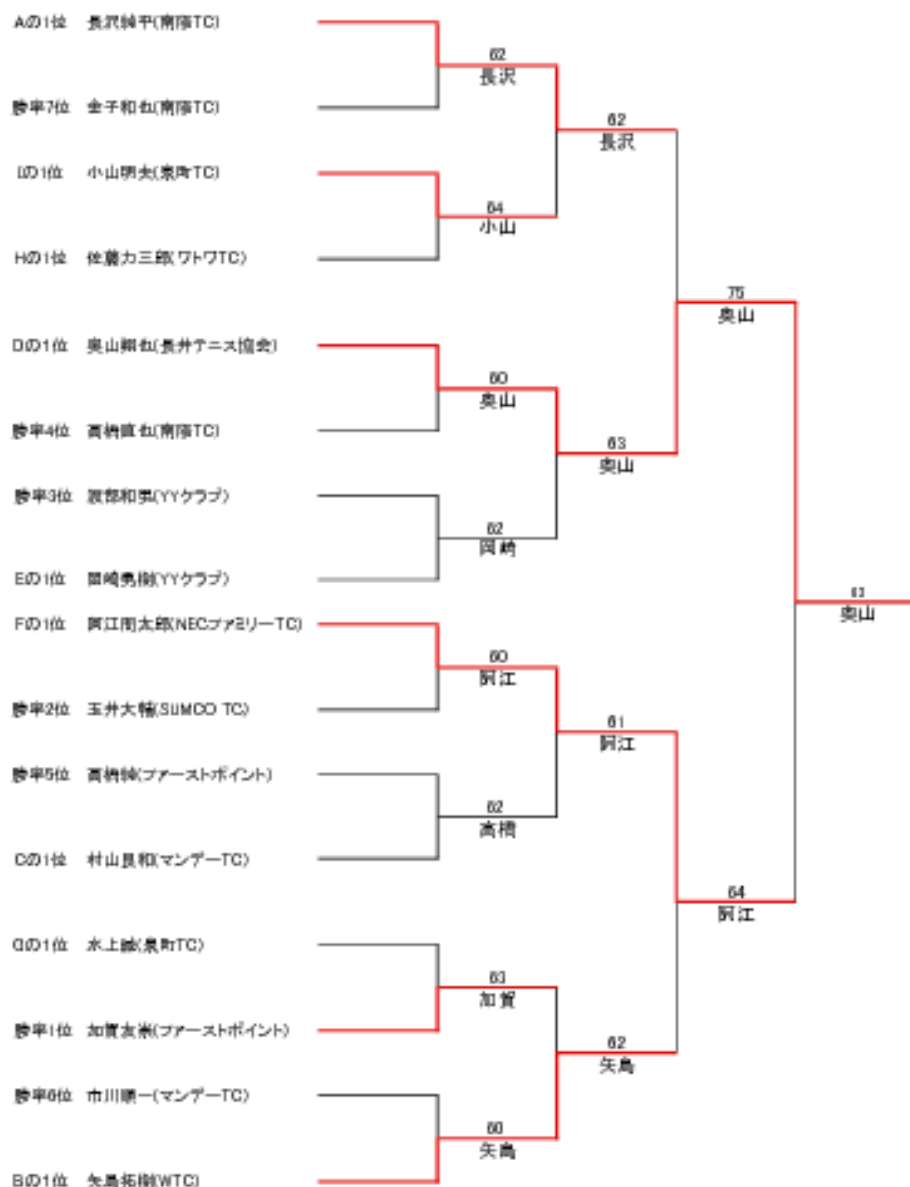 Aの1位 長沢 平(南陽TC)
62
長沢
勝率7位 金子和也(南陽TC)
62
長沢
Iの1位 小山明夫(泉町TC)
64
小山
Hの1位 佐藤力三郎(ワトワTC)
75
奥山
Dの1位 奥山翔也(長井テニス協会)
60
奥山
勝率4位 高橋直也(南陽TC)
63
奥山
勝率3位 渡部和男(YYクラブ)
62
岡崎
Eの1位 岡崎勇樹(YYクラブ)
63
奥山
Fの1位 阿江 太郎(NECファミリーTC)
60
阿江
勝率2位 玉井大輔(SUMCO TC)
61
阿江
勝率5位 高橋 (ファーストポイント)
62
高橋
Cの1位 村山良和(マンデーTC)
64
阿江
Gの1位 水上誠(泉町TC)
63
加賀
勝率1位 加賀友崇(ファーストポイント)
62
矢島
勝率6位 市川順一(マンデーTC)
60
矢島
Bの1位 矢島拓樹(WTC)